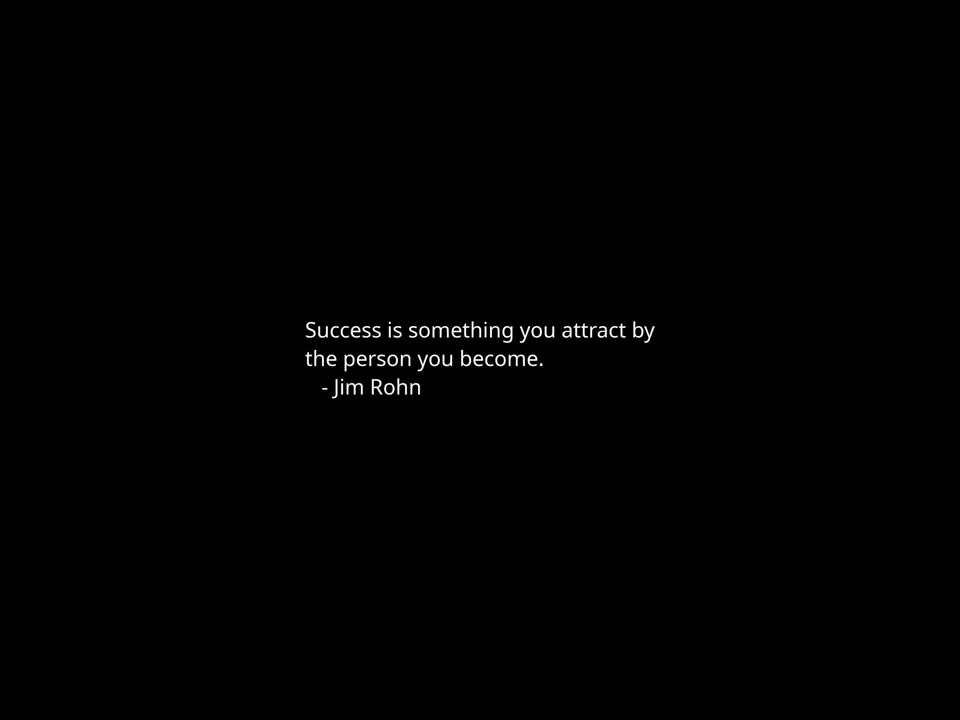 Success is something you attract by
the person you become.
- Jim Rohn